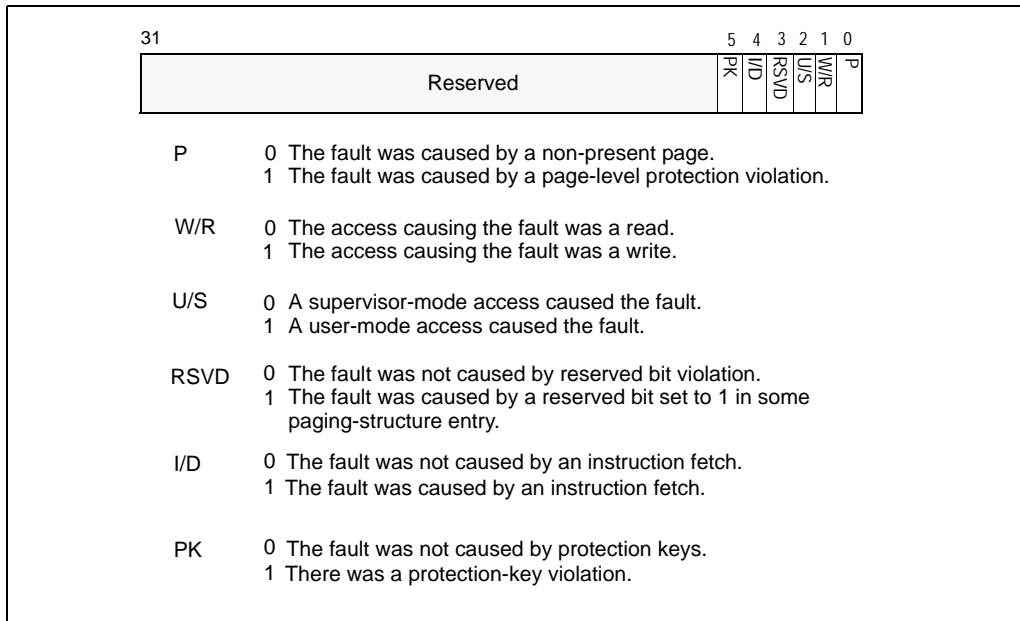 31 5 4 3 2 1 0
Reserved PK I/D RSVD U/S W/R P
P 0 The fault was caused by a non-present page.
1 The fault was caused by a page-level protection violation.
W/R 0 The access causing the fault was a read.
1 The access causing the fault was a write.
U/S 0 A supervisor-mode access caused the fault.
1 A user-mode access caused the fault.
RSVD 0 The fault was not caused by reserved bit violation.
1 The fault was caused by a reserved bit set to 1 in some
paging-structure entry.
I/D 0 The fault was not caused by an instruction fetch.
1 The fault was caused by an instruction fetch.
PK 0 The fault was not caused by protection keys.
1 There was a protection-key violation.